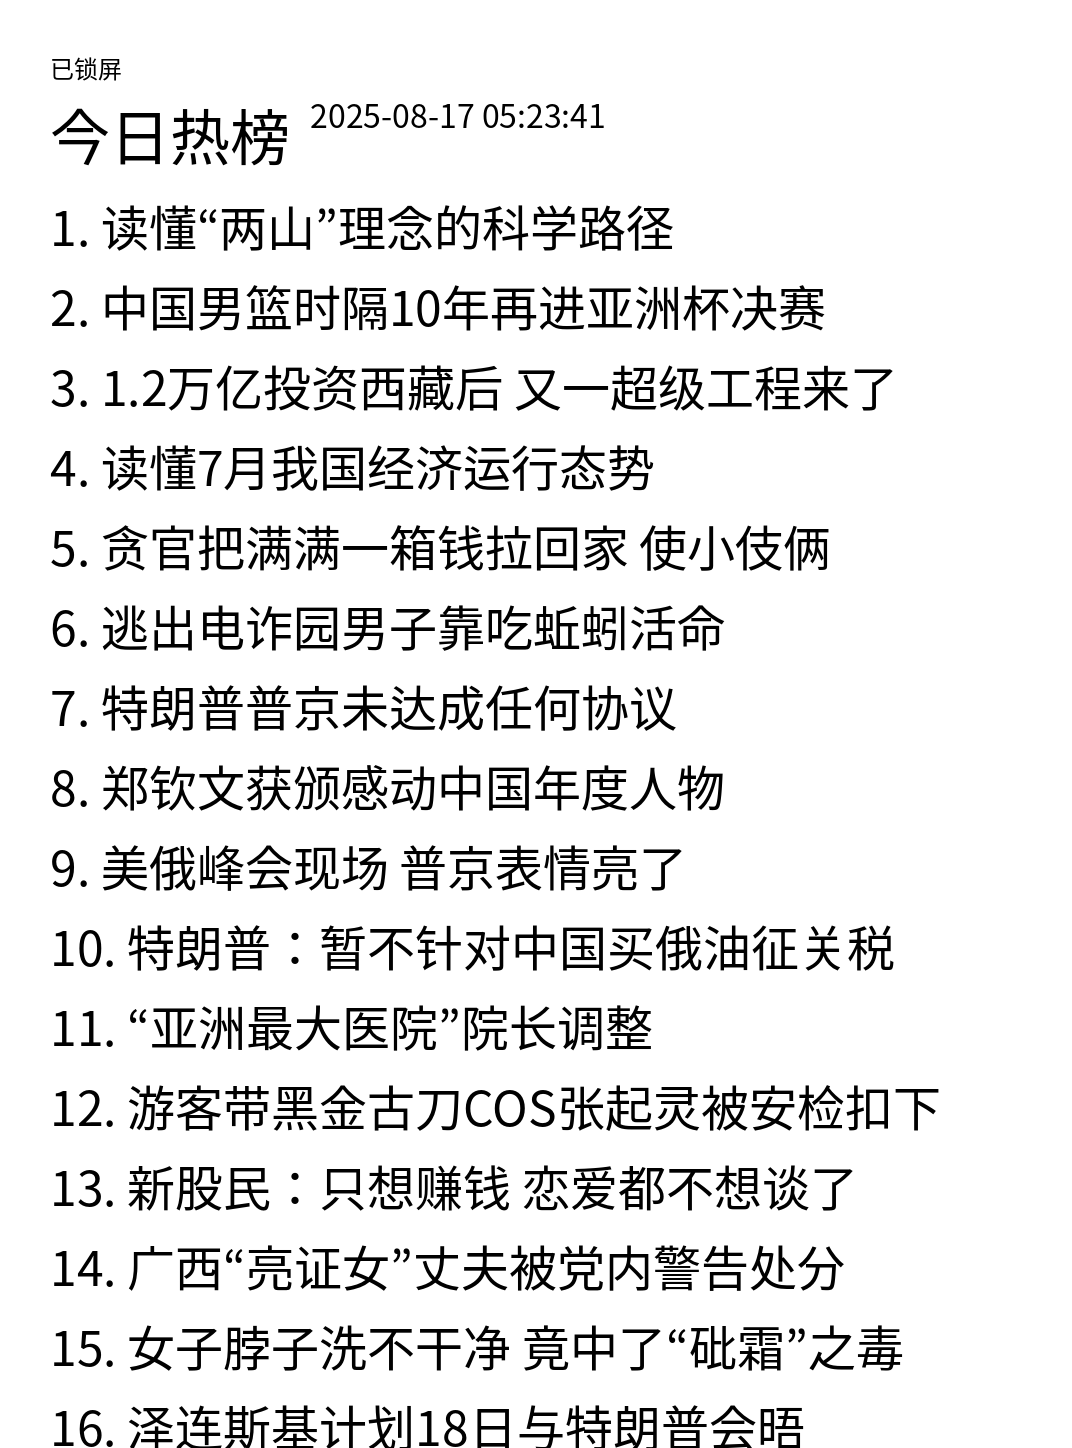 已锁屏
今日热榜 2025-08-17 05:23:41
1. 读懂“两山”理念的科学路径
2. 中国男篮时隔10年再进亚洲杯决赛
3. 1.2万亿投资西藏后 又一超级工程来了
4. 读懂7月我国经济运行态势
5. 贪官把满满一箱钱拉回家 使小伎俩
6. 逃出电诈园男子靠吃蚯蚓活命
7. 特朗普普京未达成任何协议
8. 郑钦文获颁感动中国年度人物
9. 美俄峰会现场 普京表情亮了
10. 特朗普：暂不针对中国买俄油征关税
11. “亚洲最大医院”院长调整
12. 游客带黑金古刀COS张起灵被安检扣下
13. 新股民：只想赚钱 恋爱都不想谈了
14. 广西“亮证女”丈夫被党内警告处分
15. 女子脖子洗不干净 竟中了“砒霜”之毒
16. 泽连斯基计划18日与特朗普会晤